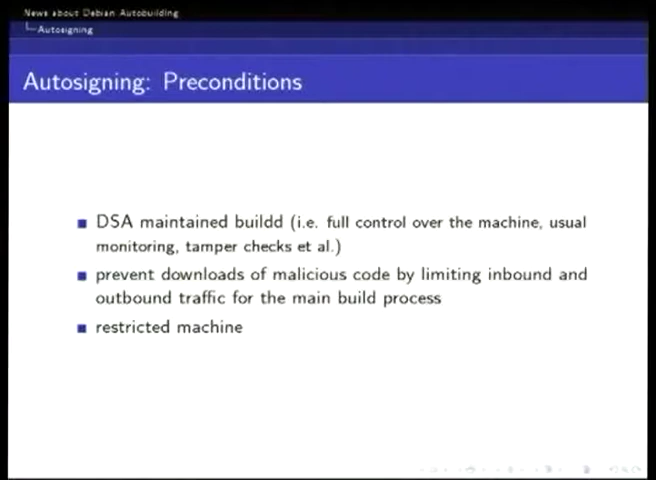 News about Debian Autobuilding
Autosigning
Autosigning: Preconditions
DSA maintained buildd (i.e. full control over the machine, usual
monitoring, tamper checks et al.)
prevent downloads of malicious code by limiting inbound and
outbound traffic for the main build process
restricted machine